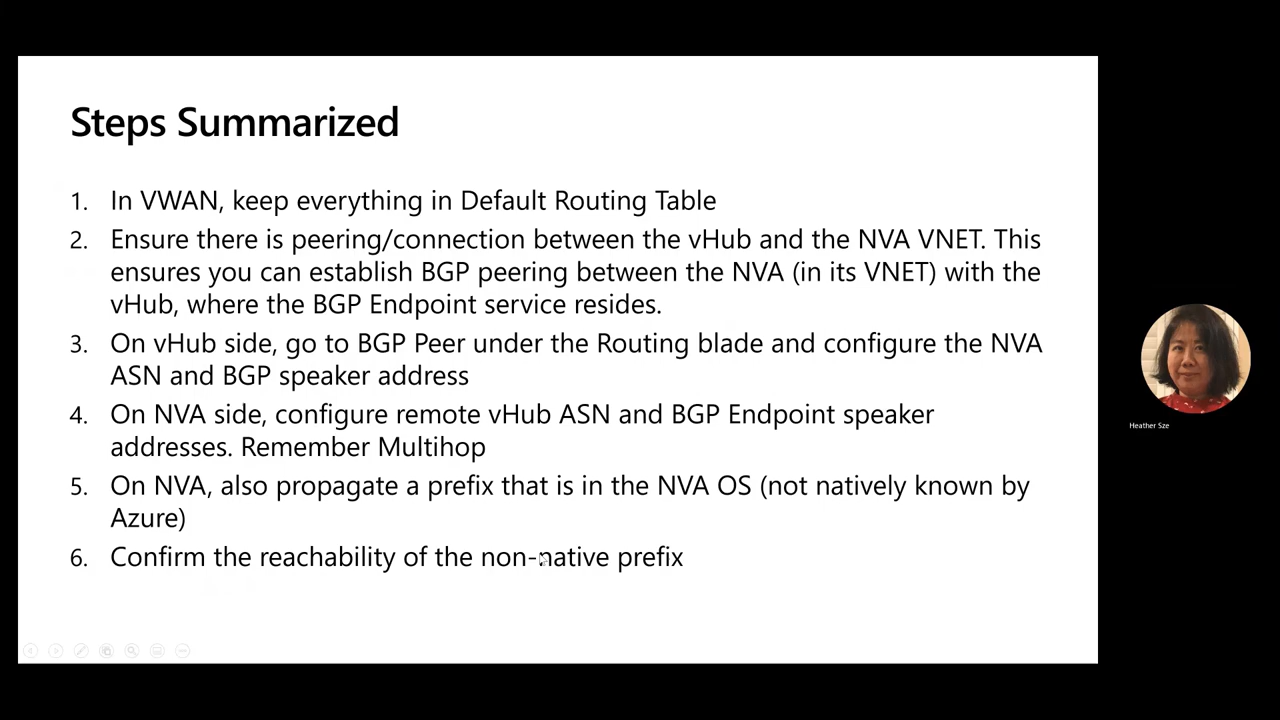 Steps Summarized
1. In VWAN, keep everything in Default Routing Table
2. Ensure there is peering/connection between the vHub and the NVA VNET. This
ensures you can establish BGP peering between the NVA (in its VNET) with the
vHub, where the BGP Endpoint service resides.
3. On vHub side, go to BGP Peer under the Routing blade and configure the NVA
ASN and BGP speaker address
4. On NVA side, configure remote vHub ASN and BGP Endpoint speaker
addresses. Remember Multihop
5. On NVA, also propagate a prefix that is in the NVA OS (not natively known by
Azure)
6. Confirm the reachability of the non-native prefix
Heather Sze